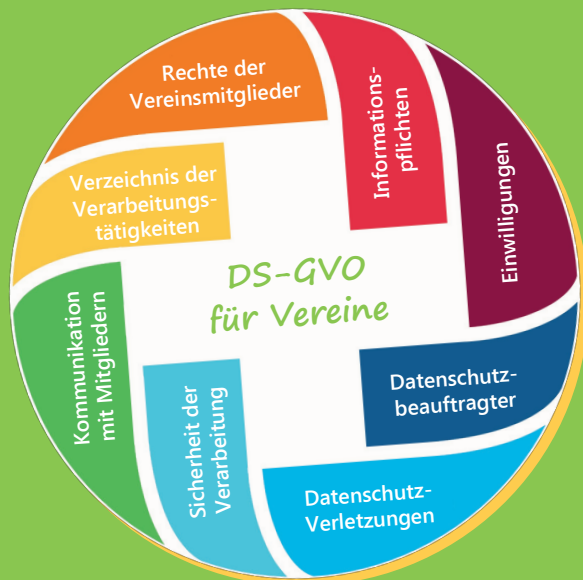 Rechte der
Vereinsmitglieder
Informations-
pflichten
Einwilligungen
Verzeichnis der
Verarbeitungs-
tätigkeiten
DS-GVO
für Vereine
Kommunikation
mit Mitgliedern
Sicherheit der
Verarbeitung
Datenschutz-
beauftragter
Datenschutz-
Verletzungen